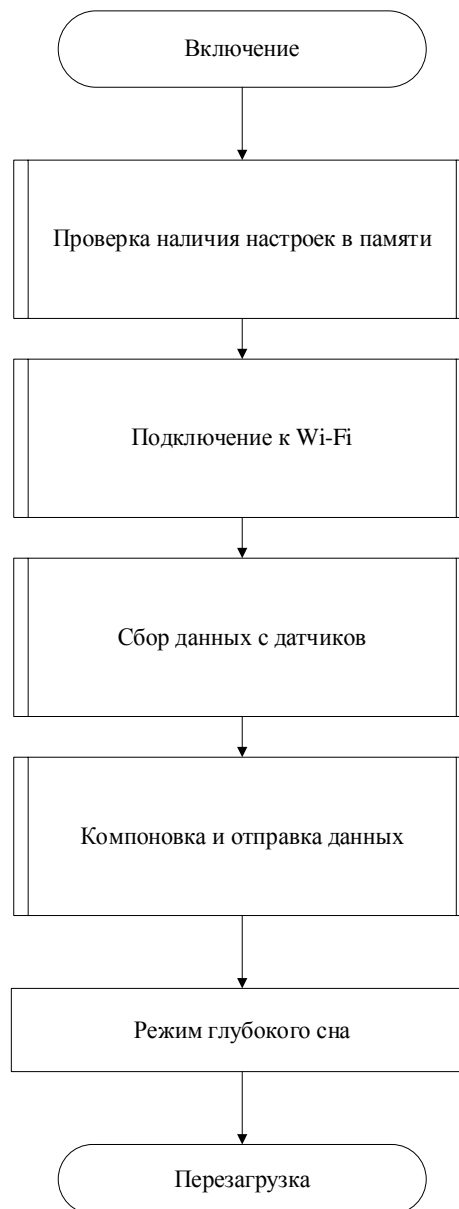 Включение
Проверка наличия настроек в памяти
Подключение к Wi-Fi
Сбор данных с датчиков
Компоновка и отправка данных
Режим глубокого сна
Перезагрузка